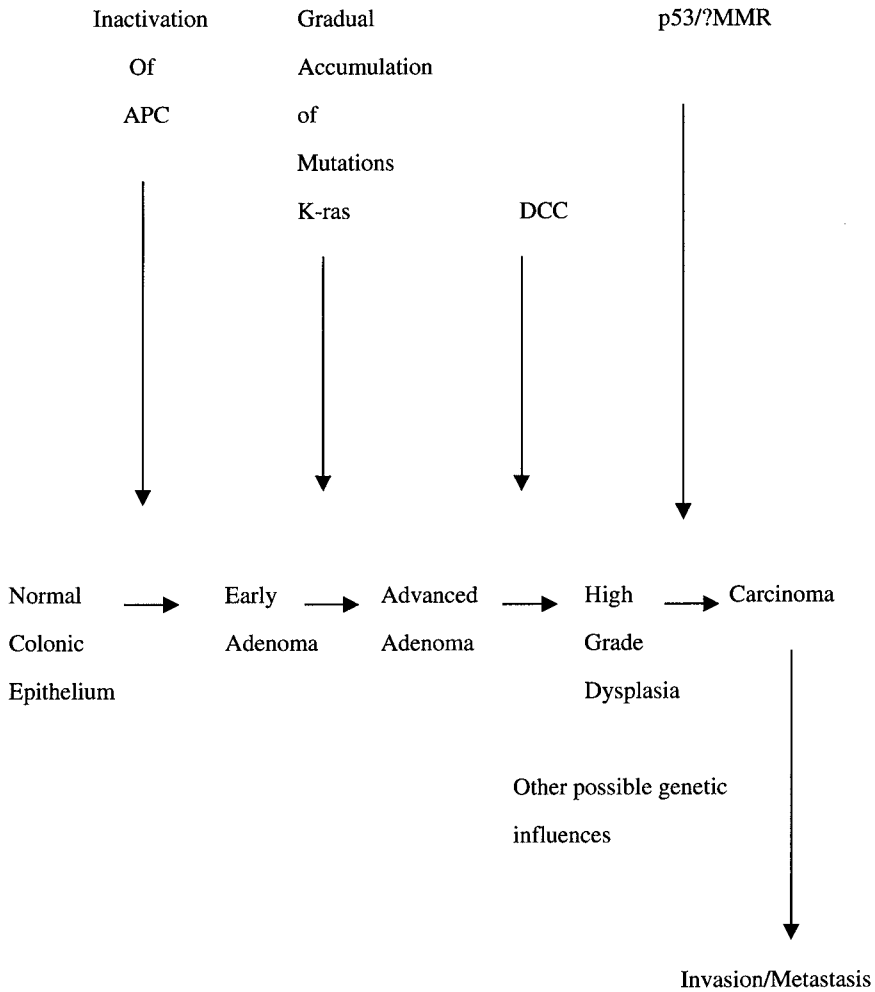 Inactivation
Of
APC
Gradual
Accumulation
of
Mutations
K-ras
DCC
p53/?MMR
Normal
Colonic
Epithelium
Early
Adenoma
Advanced
Adenoma
High
Grade
Dysplasia
Carcinoma
Other possible genetic
influences
Invasion/Metastasis